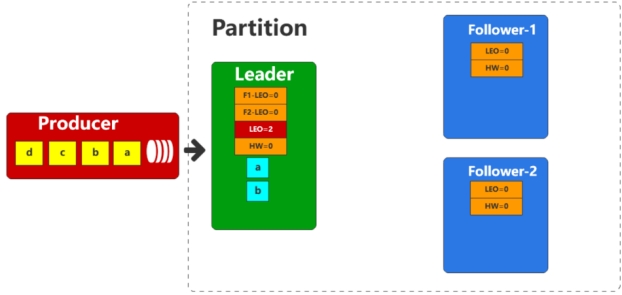 Partition
Follower-1
LEO=0
HW=0
Leader
F1-LEO=0
F2-LEO=0
LEO=2
HW=0
a
b
Producer
d c b a
Follower-2
LEO=0
HW=0